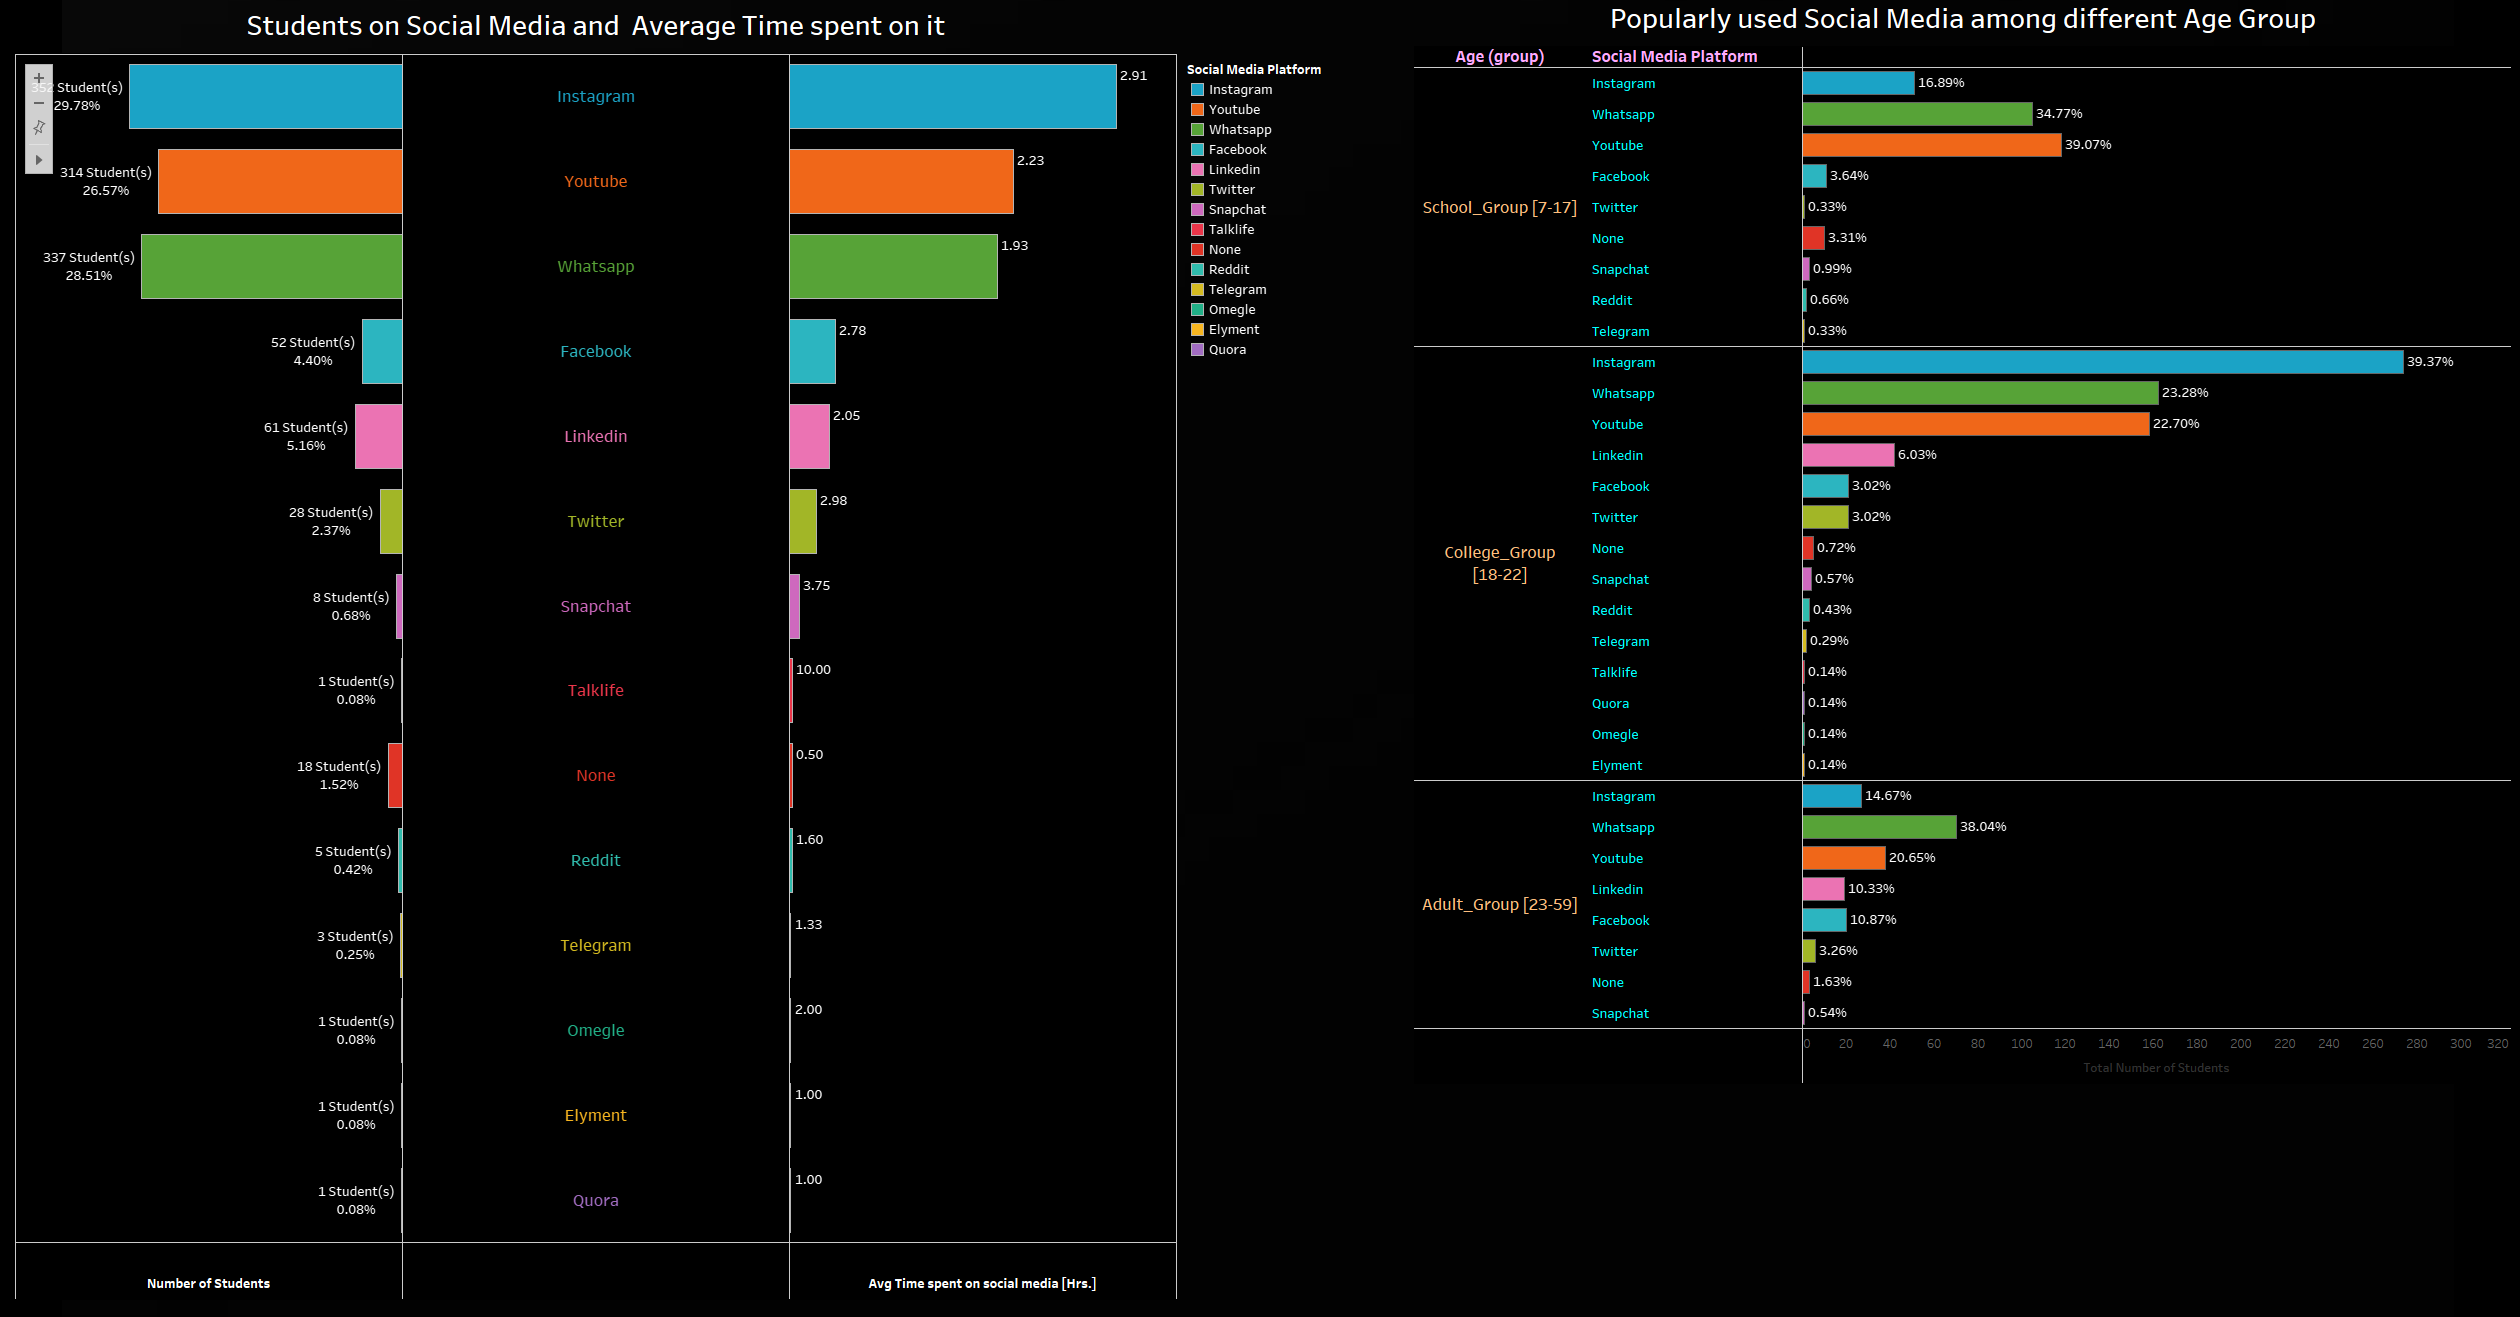 Students on Social Media and  Average Time spent on it
352 Student(s)
29.78%
Instagram
2.91
314 Student(s)
26.57%
Youtube
2.23
337 Student(s)
28.51%
Whatsapp
1.93
52 Student(s)
4.40%
Facebook
2.78
61 Student(s)
5.16%
Linkedin
2.05
28 Student(s)
2.37%
Twitter
2.98
8 Student(s)
0.68%
Snapchat
3.75
1 Student(s)
0.08%
Talklife
10.00
18 Student(s)
1.52%
None
0.50
5 Student(s)
0.42%
Reddit
1.60
3 Student(s)
0.25%
Telegram
1.33
1 Student(s)
0.08%
Omegle
2.00
1 Student(s)
0.08%
Elyment
1.00
1 Student(s)
0.08%
Quora
1.00
Number of Students
Avg Time spent on social media [Hrs.]
Social Media Platform
Instagram
Youtube
Whatsapp
Facebook
Linkedin
Twitter
Snapchat
Talklife
None
Reddit
Telegram
Omegle
Elyment
Quora
Popularly used Social Media among different Age Group
Age (group) Social Media Platform
School_Group [7-17]
Instagram 16.89%
Whatsapp 34.77%
Youtube 39.07%
Facebook 3.64%
Twitter 0.33%
None 3.31%
Snapchat 0.99%
Reddit 0.66%
Telegram 0.33%
College_Group
[18-22]
Instagram 39.37%
Whatsapp 23.28%
Youtube 22.70%
Linkedin 6.03%
Facebook 3.02%
Twitter 3.02%
None 0.72%
Snapchat 0.57%
Reddit 0.43%
Telegram 0.29%
Talklife 0.14%
Quora 0.14%
Omegle 0.14%
Elyment 0.14%
Adult_Group [23-59]
Instagram 14.67%
Whatsapp 38.04%
Youtube 20.65%
Linkedin 10.33%
Facebook 10.87%
Twitter 3.26%
None 1.63%
Snapchat 0.54%
0 20 40 60 80 100 120 140 160 180 200 220 240 260 280 300 320
Total Number of Students